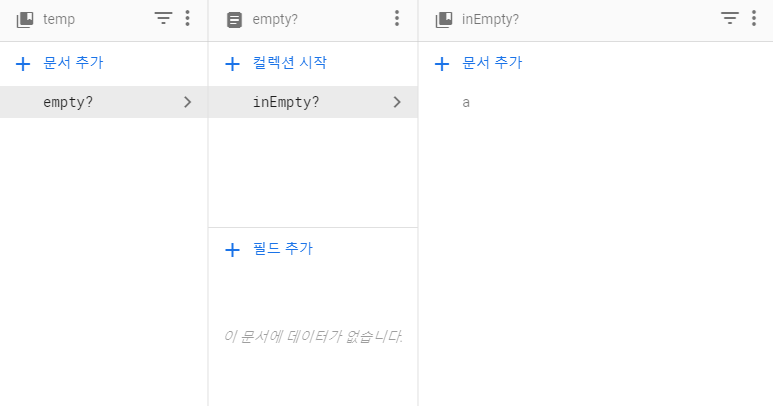 temp
문서 추가
empty?
empty?
컬렉션 시작
inEmpty?
필드 추가
이 문서에 데이터가 없습니다.
inEmpty?
문서 추가
a